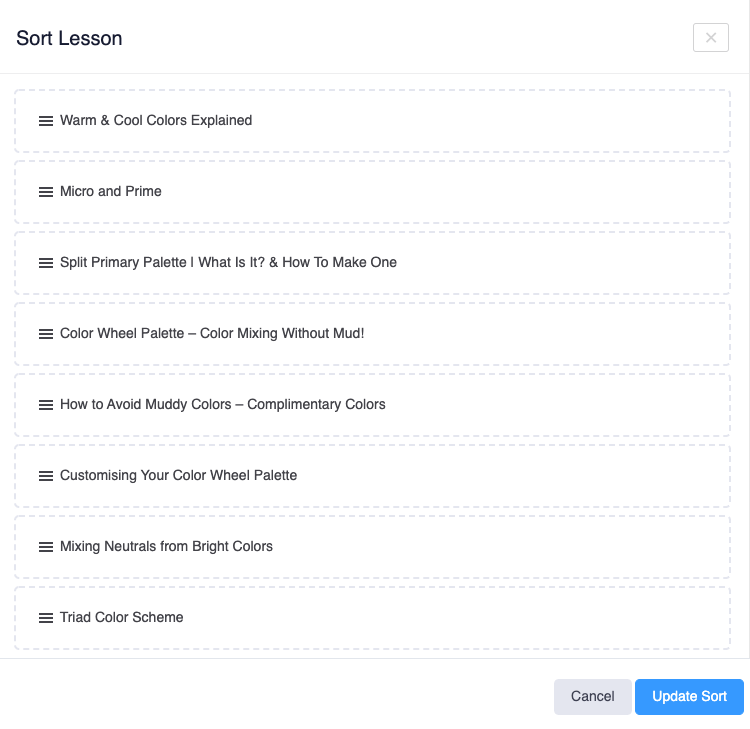 Sort Lesson
Warm & Cool Colors Explained
Micro and Prime
Split Primary Palette | What Is It? & How To Make One
Color Wheel Palette – Color Mixing Without Mud!
How to Avoid Muddy Colors – Complimentary Colors
Customising Your Color Wheel Palette
Mixing Neutrals from Bright Colors
Triad Color Scheme
Cancel Update Sort